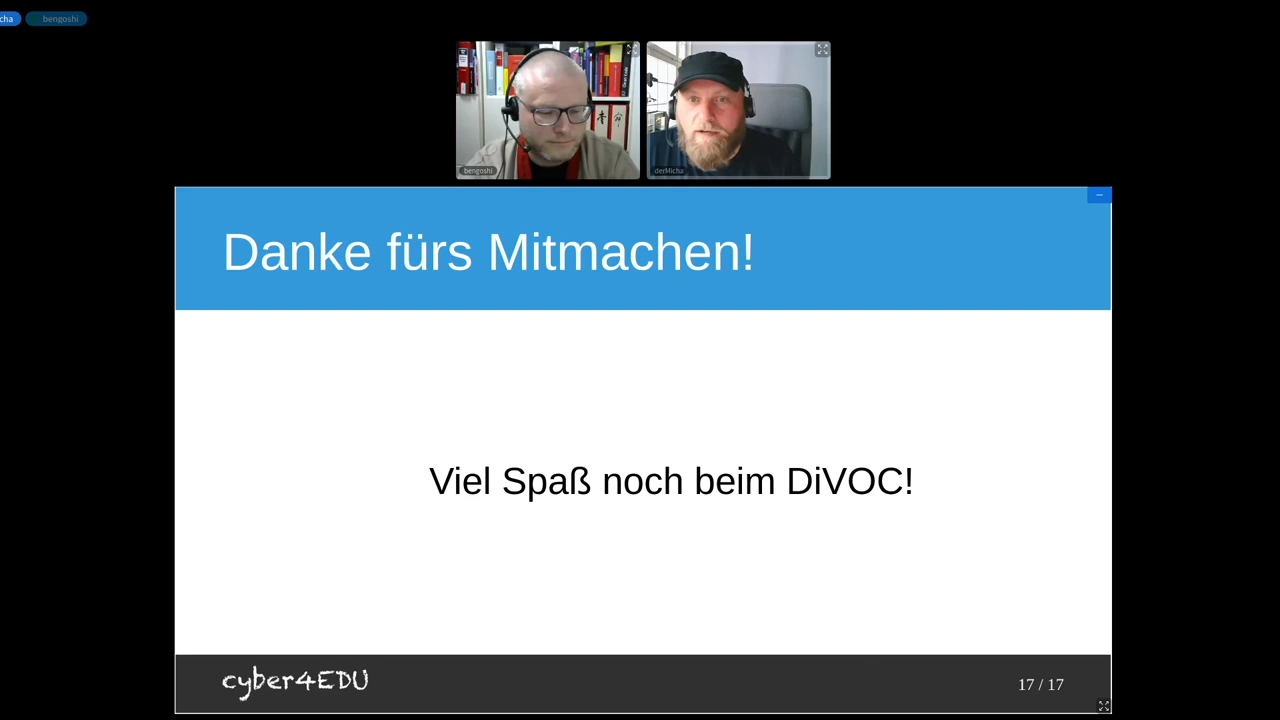 cha bengoshi
bengoshi
derMicha
Danke fürs Mitmachen!
Viel Spaß noch beim DiVOC!
cyber4EDU
17 / 17